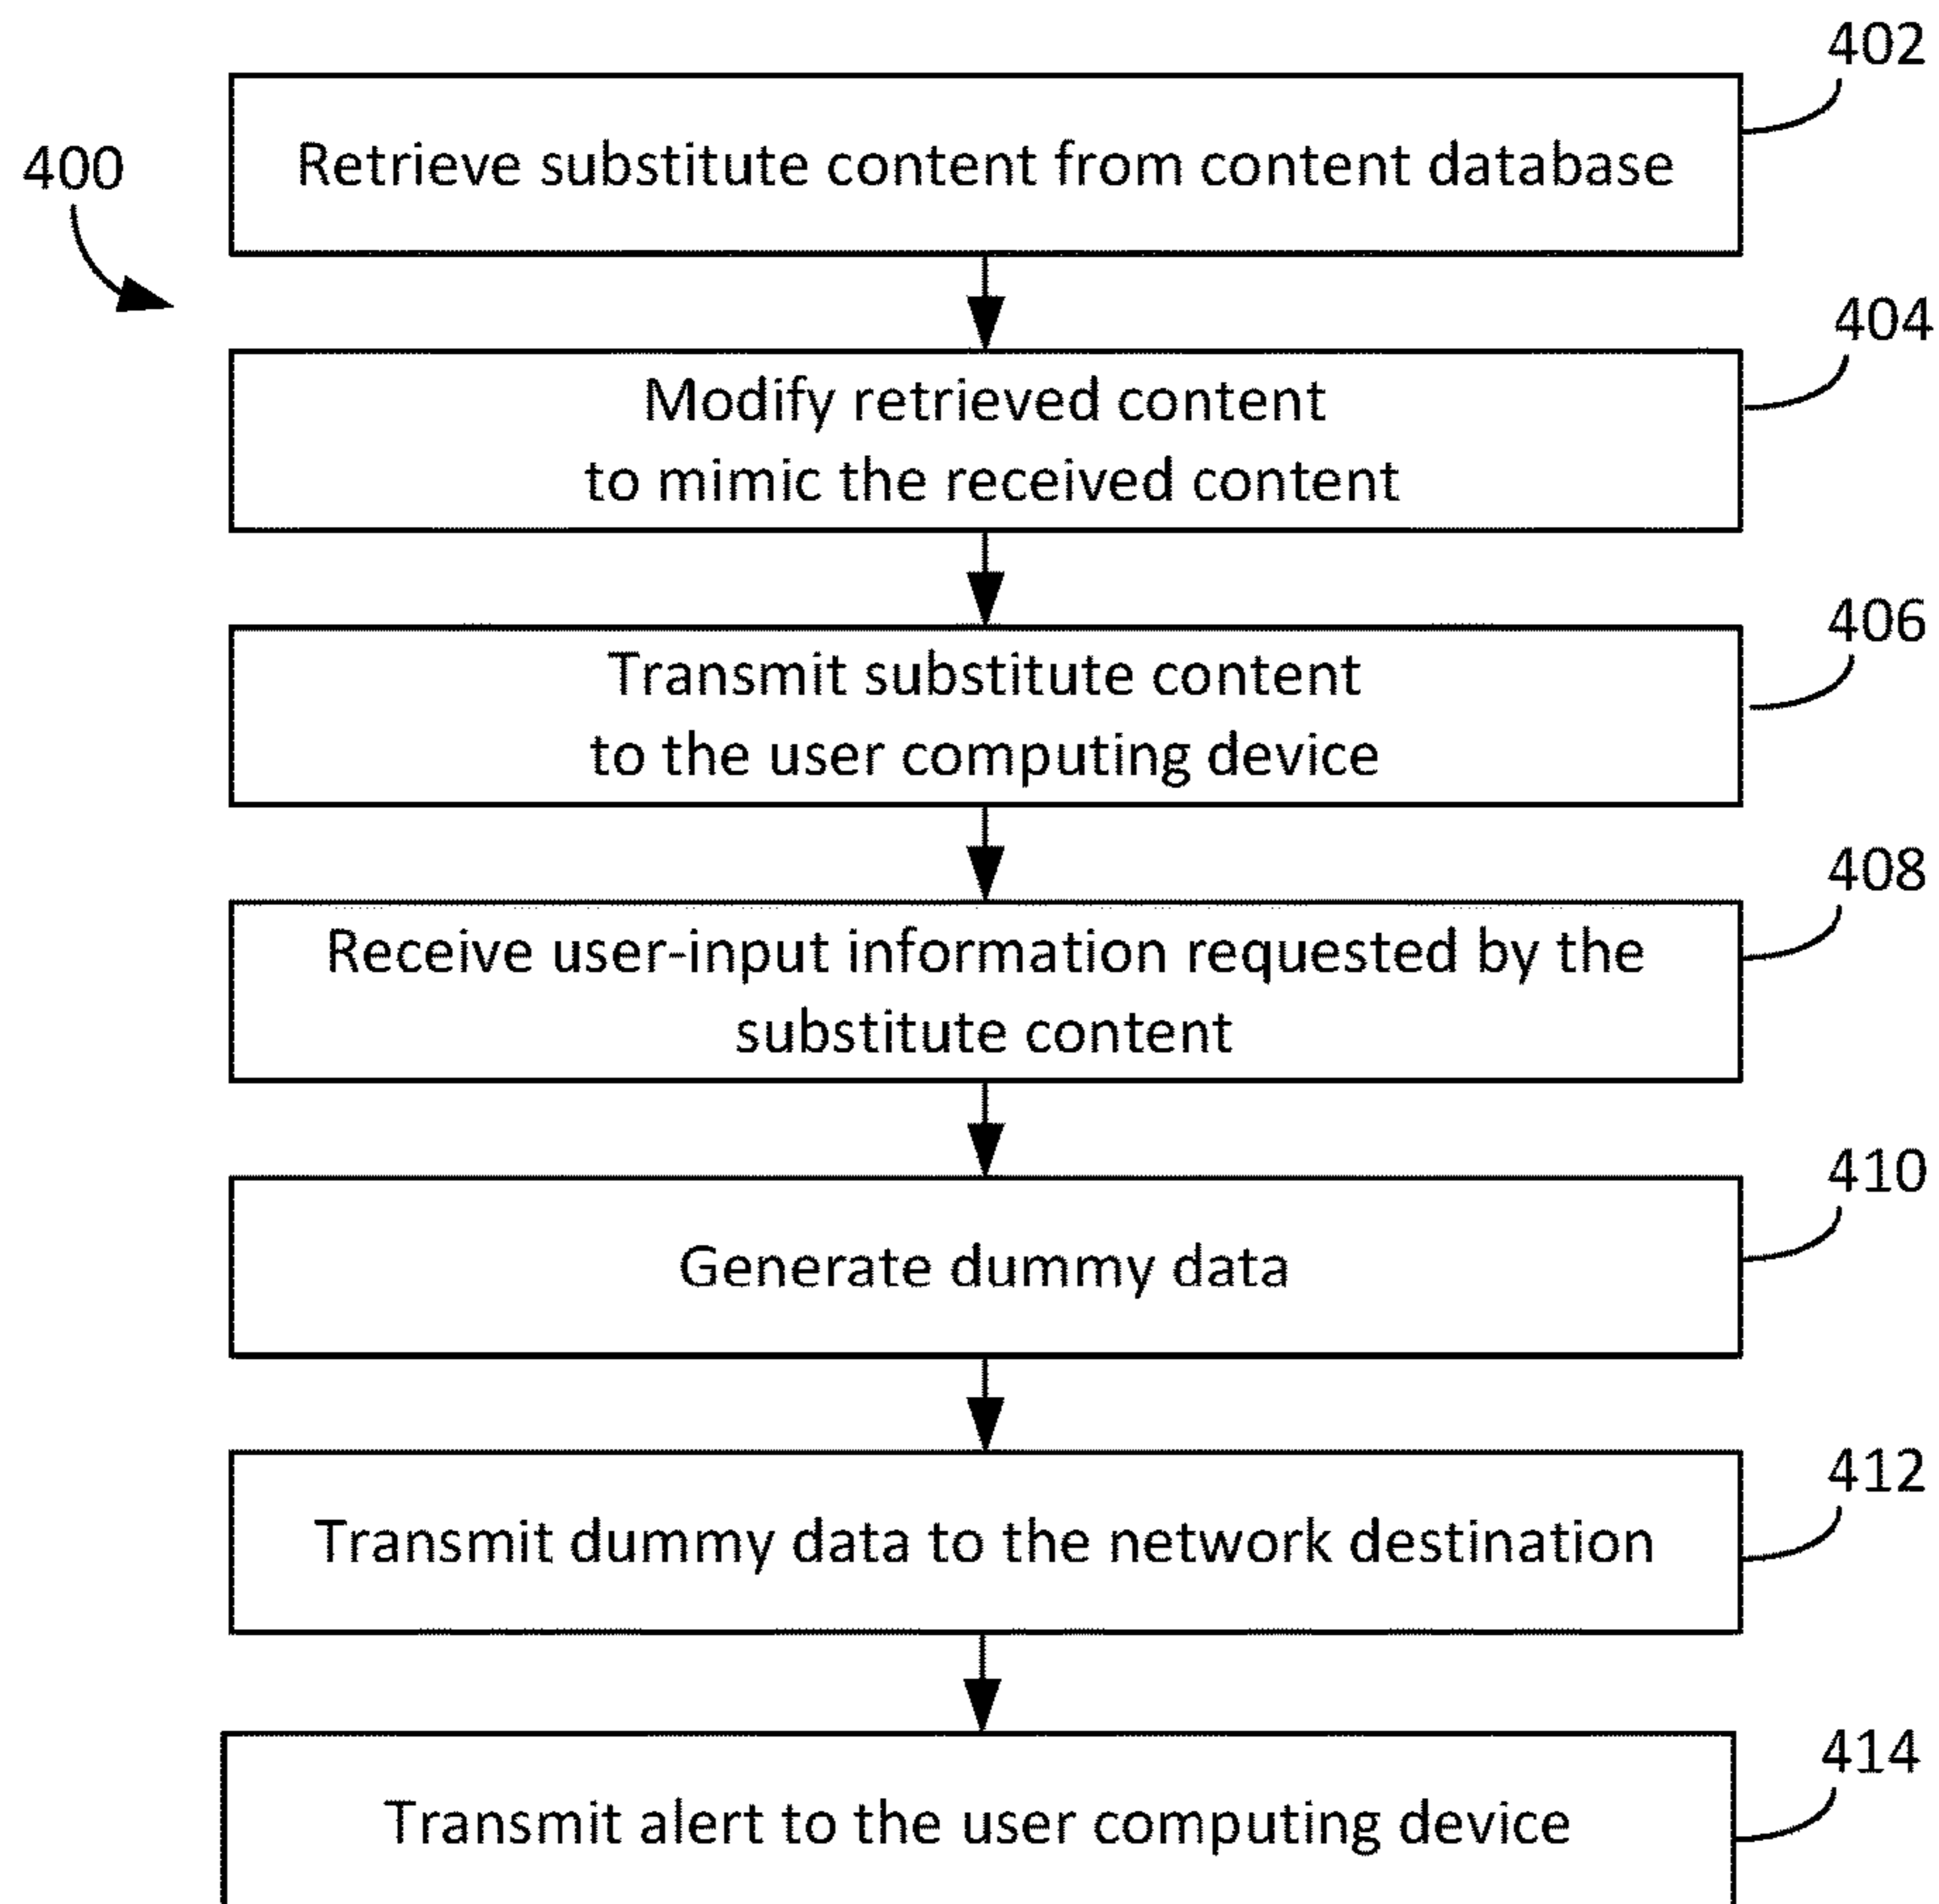 402
Retrieve substitute content from content database
400
404
Modify retrieved content
to mimic the received content
406
Transmit substitute content
to the user computing device
408
Receive user-input information requested by the
substitute content
410
Generate dummy data
412
Transmit dummy data to the network destination
414
Transmit alert to the user computing device